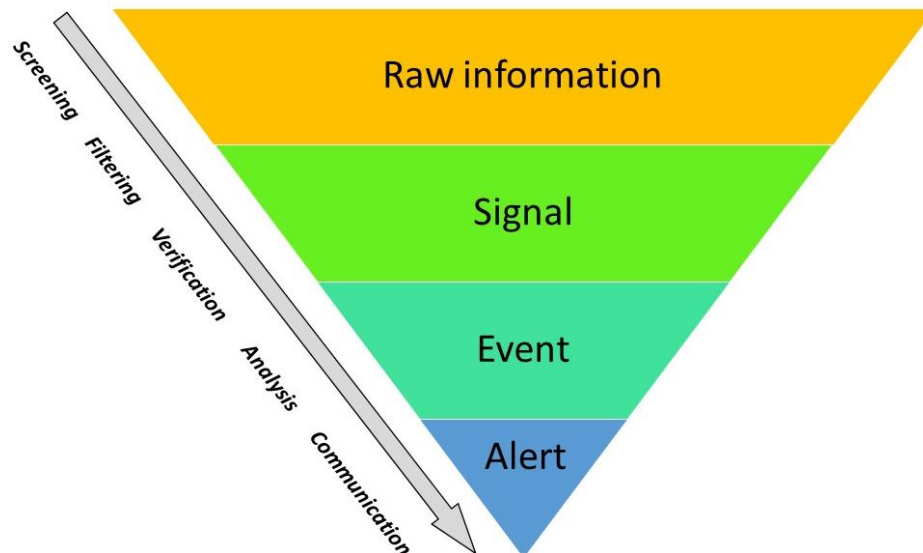 Raw information
Signal
Event
Alert
Screening
Filtering
Verification
Analysis
Communication